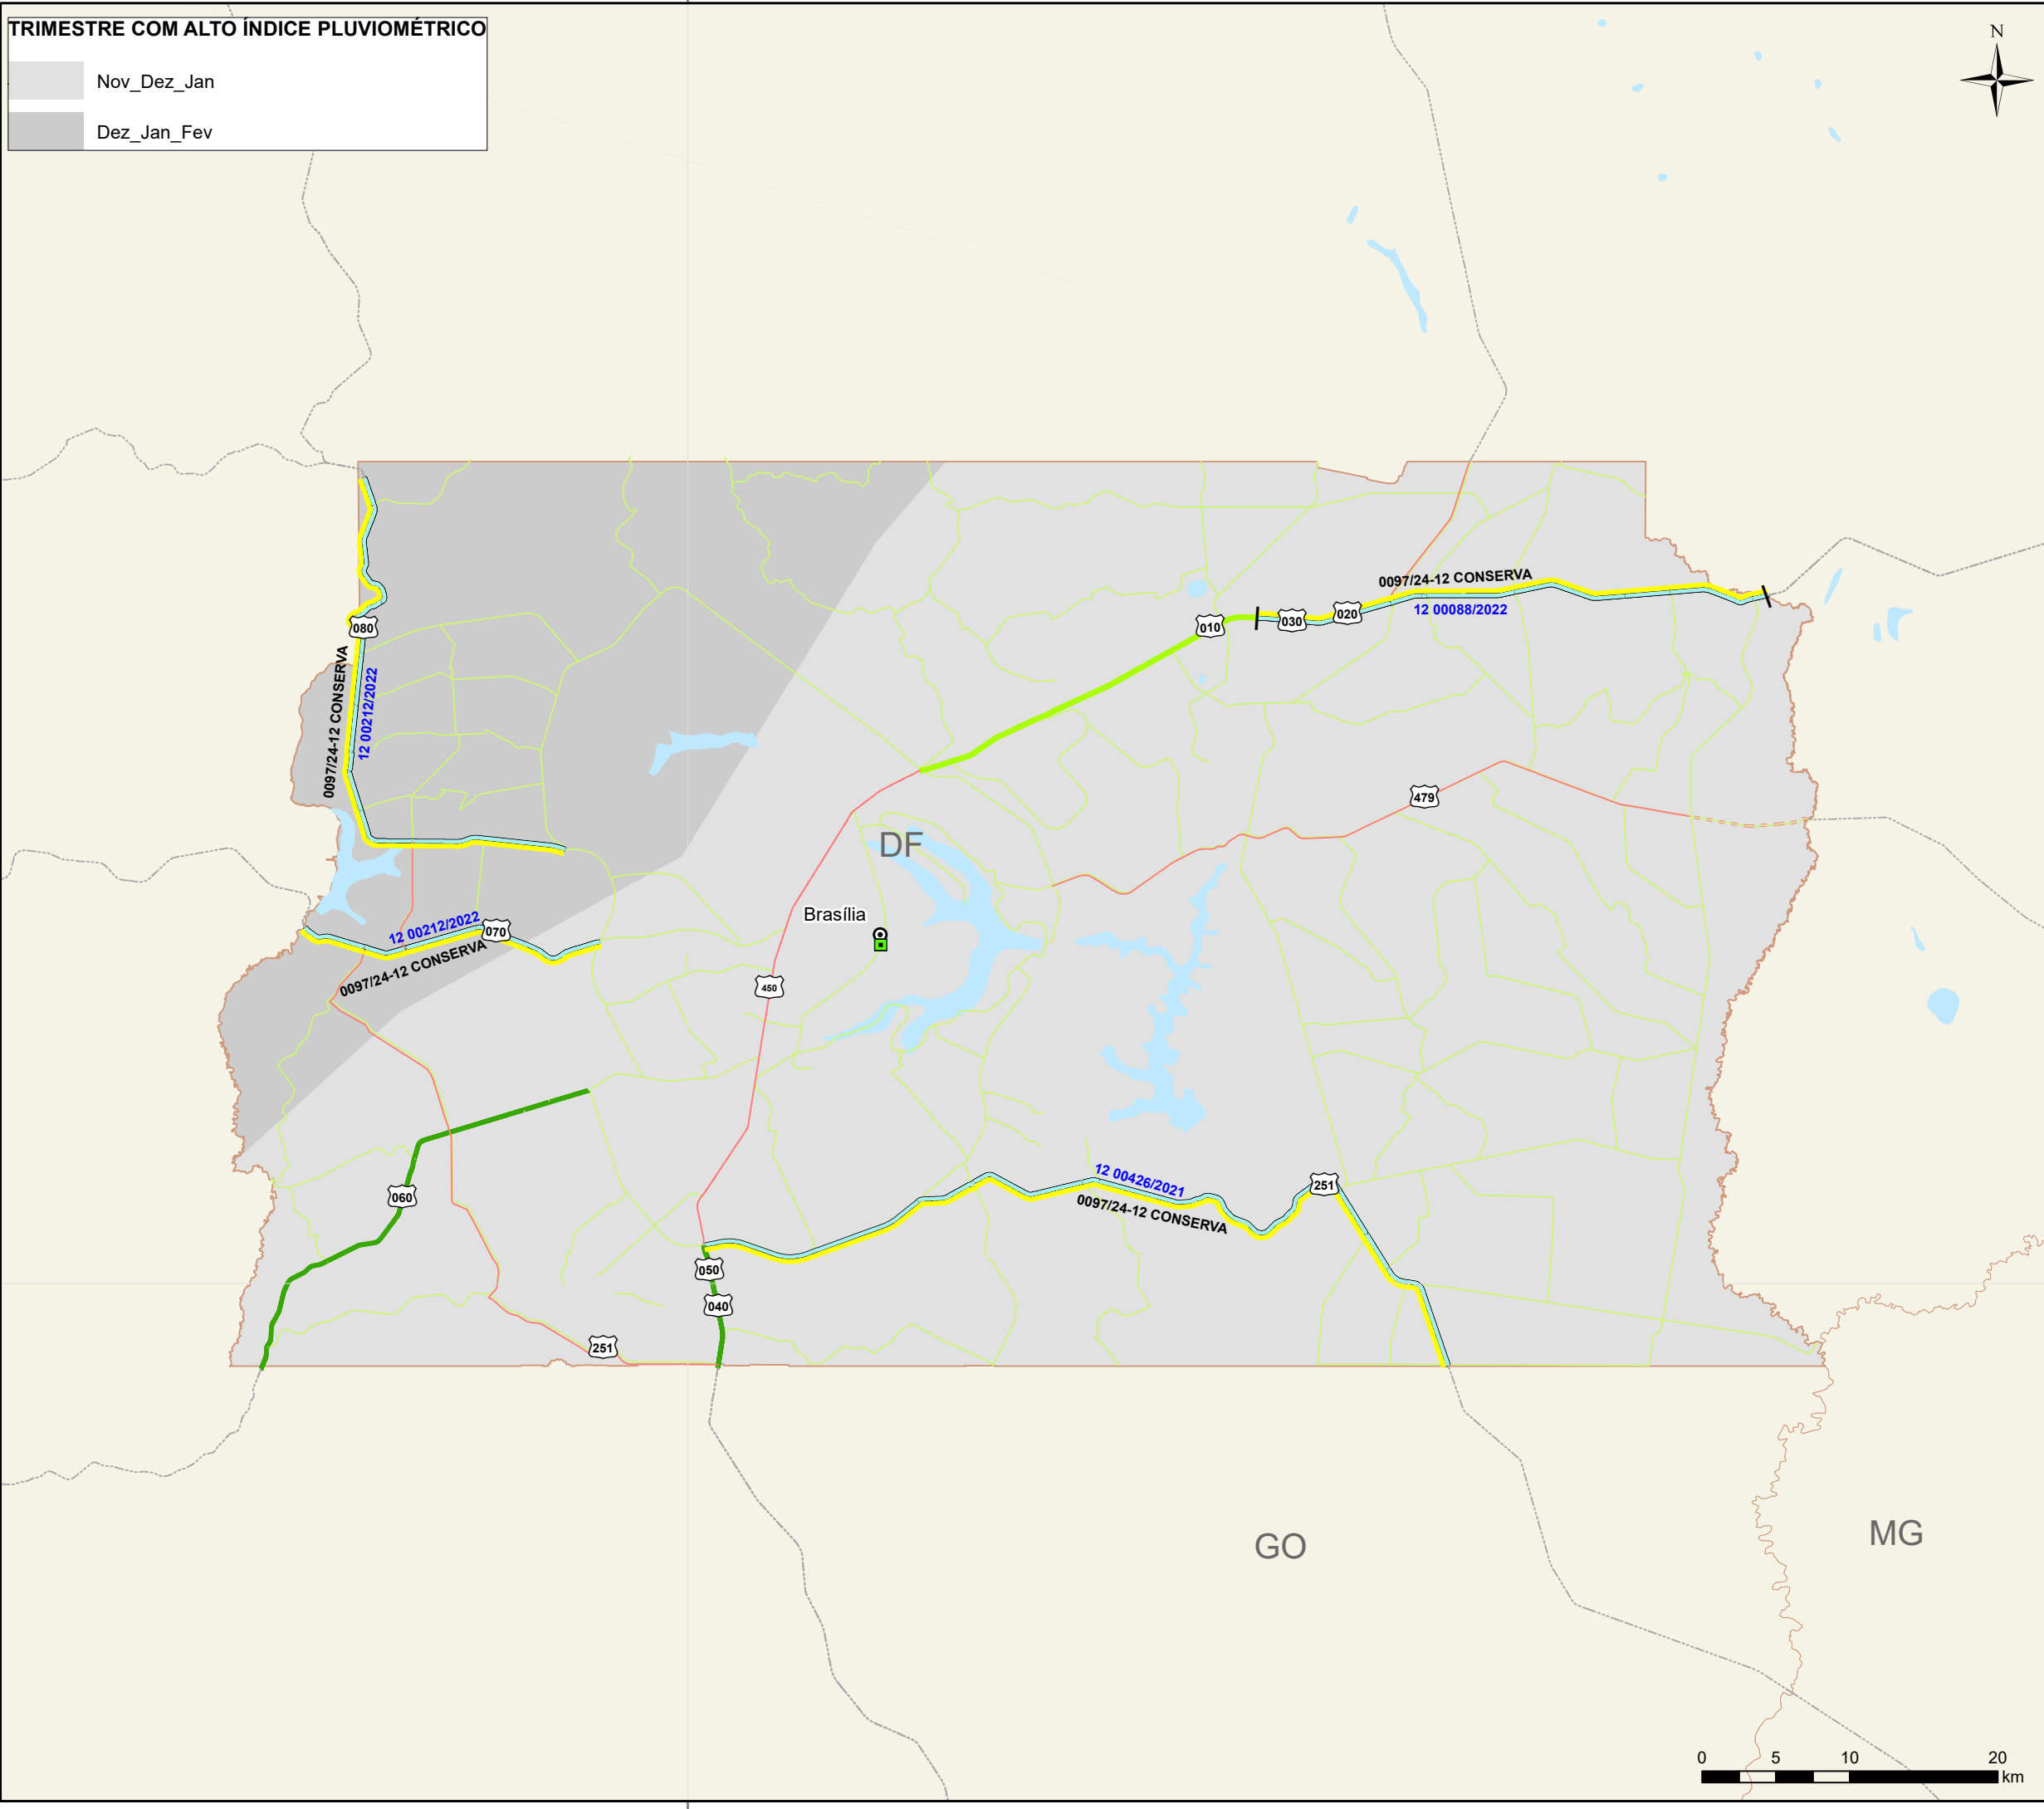 TRIMESTRE COM ALTO ÍNDICE PLUVIOMÉTRICO
Nov_Dez_Jan
Dez_Jan_Fev
N
0097/24-12 CONSERVA
12 00088/2022
010
030
020
080
0097/24-12 CONSERVA
12 00212/2022
479
DF
Brasília
12 00212/2022
070
0097/24-12 CONSERVA
450
060
12 00426/2021
0097/24-12 CONSERVA
251
050
040
251
GO
MG
0 5 10 20
km